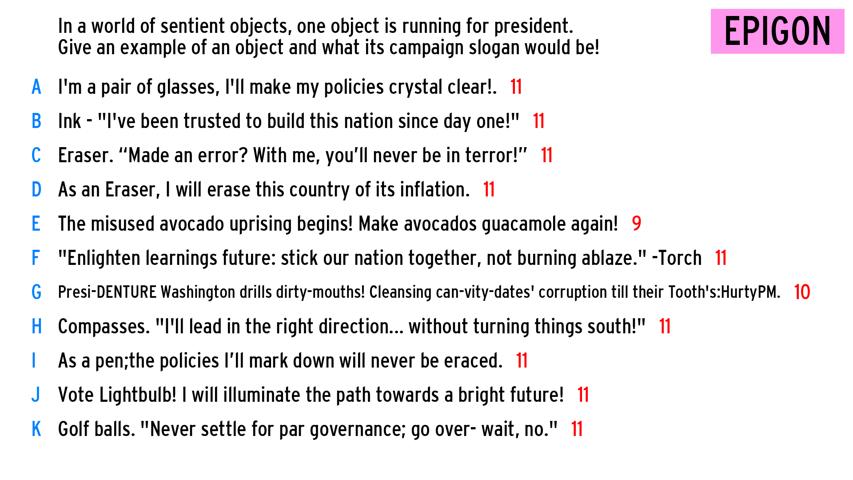 In a world of sentient objects, one object is running for president.
Give an example of an object and what its campaign slogan would be!
EPIGON
A I'm a pair of glasses, I'll make my policies crystal clear!. 11
B Ink - "I've been trusted to build this nation since day one!" 11
C Eraser. “Made an error? With me, you’ll never be in terror!” 11
D As an Eraser, I will erase this country of its inflation. 11
E The misused avocado uprising begins! Make avocados guacamole again! 9
F "Enlighten learnings future: stick our nation together, not burning ablaze." -Torch 11
G Presi-DENTURE Washington drills dirty-mouths! Cleansing can-vity-dates' corruption till their Tooth's:HurtyPM. 10
H Compasses. "I'll lead in the right direction... without turning things south!" 11
I As a pen;the policies I’ll mark down will never be eraced. 11
J Vote Lightbulb! I will illuminate the path towards a bright future! 11
K Golf balls. "Never settle for par governance; go over- wait, no." 11